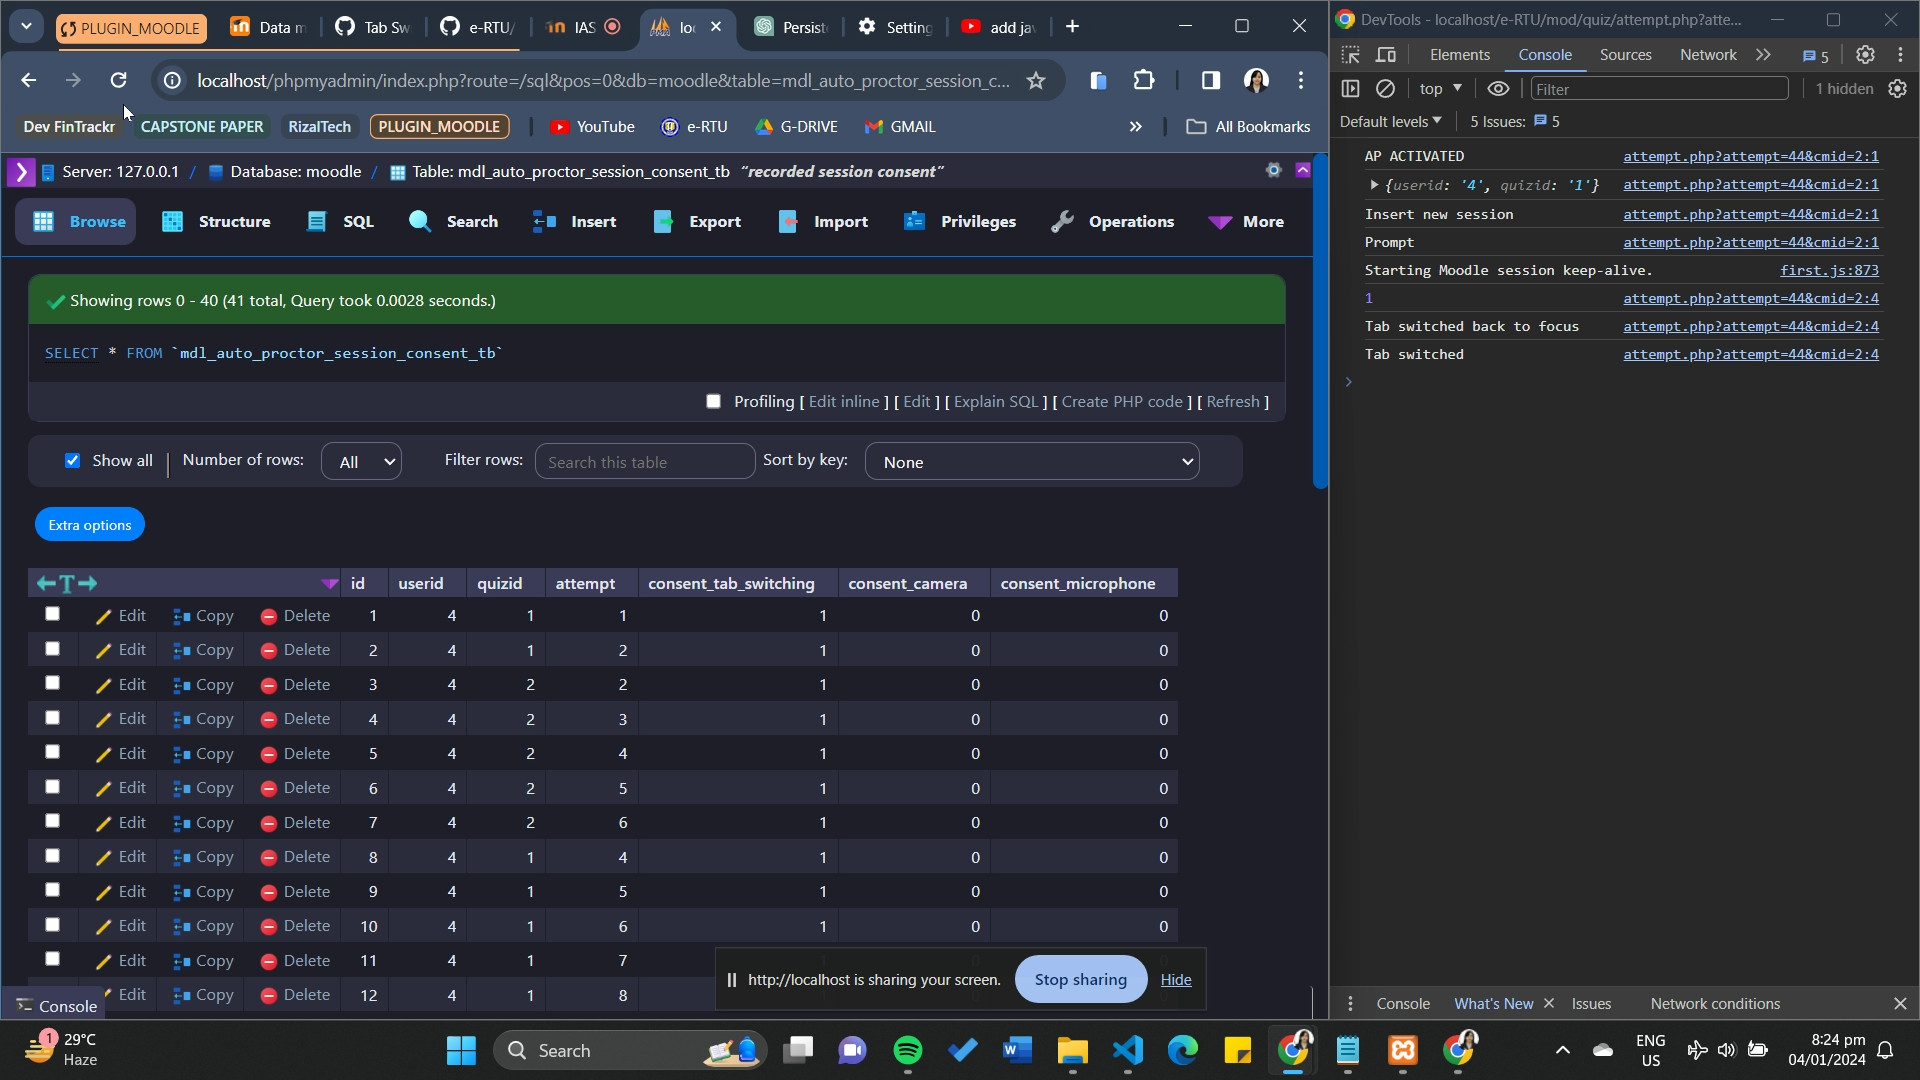 PLUGIN_MOODLE
Data m
Tab Sw
e-RTU/
IAS
loc
Persist
Setting
add jav
localhost/phpmyadmin/index.php?route=/sql&pos=0&db=moodle&table=mdl_auto_proctor_session_c...
Dev FinTrackr
CAPSTONE PAPER
RizalTech
PLUGIN_MOODLE
YouTube
e-RTU
G-DRIVE
GMAIL
All Bookmarks
Server: 127.0.0.1 / Database: moodle / Table: mdl_auto_proctor_session_consent_tb "recorded session consent"
Browse Structure SQL Search Insert Export Import Privileges Operations More
Showing rows 0 - 40 (41 total, Query took 0.0028 seconds.)
SELECT * FROM `mdl_auto_proctor_session_consent_tb`
Profiling [ Edit inline ] [ Edit ] [ Explain SQL ] [ Create PHP code ] [ Refresh ]
Show all | Number of rows: All Filter rows: Search this table Sort by key: None
Extra options
←T→ id userid quizid attempt consent_tab_switching consent_camera consent_microphone
Edit Copy Delete 1 4 1 1 1 0 0
Edit Copy Delete 2 4 1 2 1 0 0
Edit Copy Delete 3 4 2 2 1 0 0
Edit Copy Delete 4 4 2 3 1 0 0
Edit Copy Delete 5 4 2 4 1 0 0
Edit Copy Delete 6 4 2 5 1 0 0
Edit Copy Delete 7 4 2 6 1 0 0
Edit Copy Delete 8 4 1 4 1 0 0
Edit Copy Delete 9 4 1 5 1 0 0
Edit Copy Delete 10 4 1 6 1 0 0
Edit Copy Delete 11 4 1 7
Edit Copy Delete 12 4 1 8
Console
http://localhost is sharing your screen. Stop sharing Hide
DevTools - localhost/e-RTU/mod/quiz/attempt.php?atte...
Elements Console Sources Network 5
top Filter 1 hidden
Default levels 5 Issues: 5
AP ACTIVATED attempt.php?attempt=44&cmid=2:1
{userid: '4', quizid: '1'} attempt.php?attempt=44&cmid=2:1
Insert new session attempt.php?attempt=44&cmid=2:1
Prompt attempt.php?attempt=44&cmid=2:1
Starting Moodle session keep-alive. first.js:873
1 attempt.php?attempt=44&cmid=2:4
Tab switched back to focus attempt.php?attempt=44&cmid=2:4
Tab switched attempt.php?attempt=44&cmid=2:4
Console What's New Issues Network conditions
1
29°C
Haze
Search
ENG
US
8:24 pm
04/01/2024